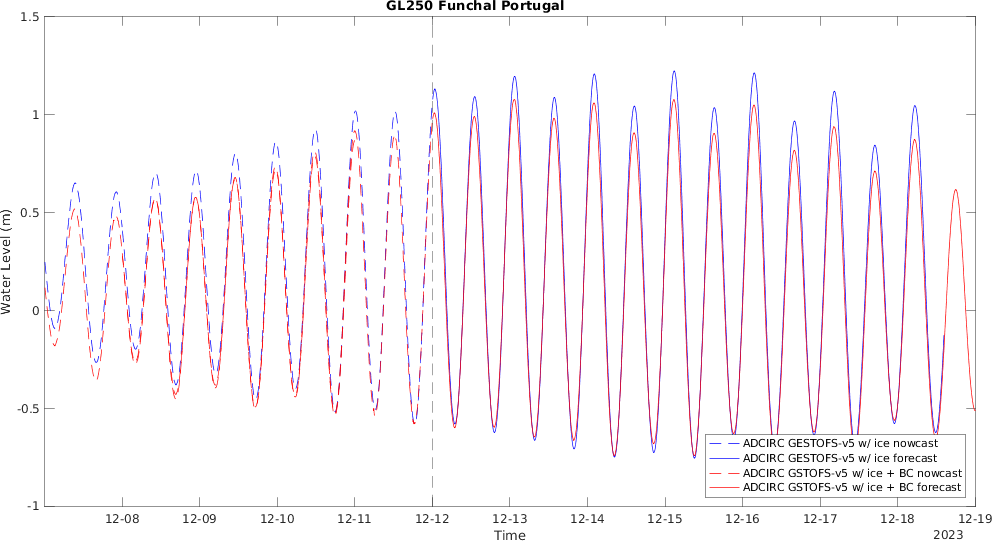 GL250 Funchal Portugal
1.5
1
0.5
0
-0.5
-1
Water Level (m)
12-08 12-09 12-10 12-11 12-12 12-13 12-14 12-15 12-16 12-17 12-18 12-19
Time
2023
ADCIRC GESTOFS-v5 w/ ice nowcast
ADCIRC GESTOFS-v5 w/ ice forecast
ADCIRC GSTOFS-v5 w/ ice + BC nowcast
ADCIRC GSTOFS-v5 w/ ice + BC forecast